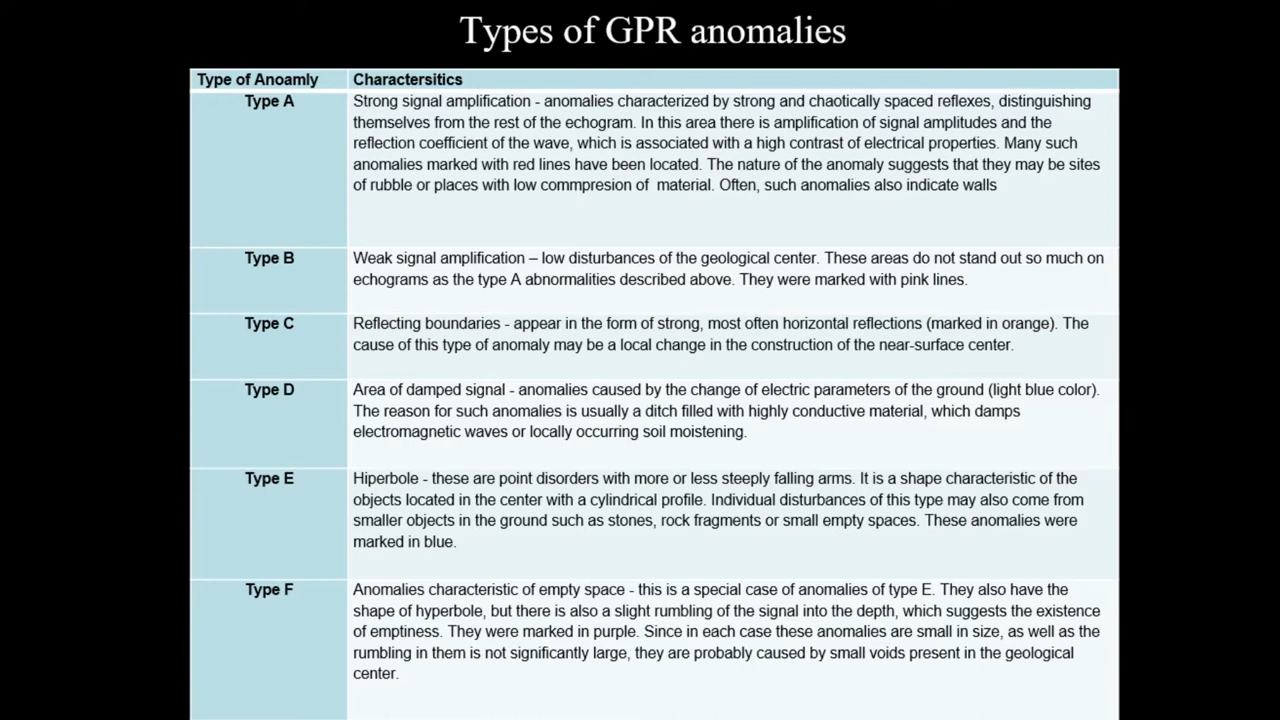 Types of GPR anomalies
Type of Anoamly
Charactersitics
Type A
Strong signal amplification - anomalies characterized by strong and chaotically spaced reflexes, distinguishing
themselves from the rest of the echogram. In this area there is amplification of signal amplitudes and the
reflection coefficient of the wave, which is associated with a high contrast of electrical properties. Many such
anomalies marked with red lines have been located. The nature of the anomaly suggests that they may be sites
of rubble or places with low commpresion of  material. Often, such anomalies also indicate walls
Type B
Weak signal amplification – low disturbances of the geological center. These areas do not stand out so much on
echograms as the type A abnormalities described above. They were marked with pink lines.
Type C
Reflecting boundaries - appear in the form of strong, most often horizontal reflections (marked in orange). The
cause of this type of anomaly may be a local change in the construction of the near-surface center.
Type D
Area of damped signal - anomalies caused by the change of electric parameters of the ground (light blue color).
The reason for such anomalies is usually a ditch filled with highly conductive material, which damps
electromagnetic waves or locally occurring soil moistening.
Type E
Hiperbole - these are point disorders with more or less steeply falling arms. It is a shape characteristic of the
objects located in the center with a cylindrical profile. Individual disturbances of this type may also come from
smaller objects in the ground such as stones, rock fragments or small empty spaces. These anomalies were
marked in blue.
Type F
Anomalies characteristic of empty space - this is a special case of anomalies of type E. They also have the
shape of hyperbole, but there is also a slight rumbling of the signal into the depth, which suggests the existence
of emptiness. They were marked in purple. Since in each case these anomalies are small in size, as well as the
rumbling in them is not significantly large, they are probably caused by small voids present in the geological
center.